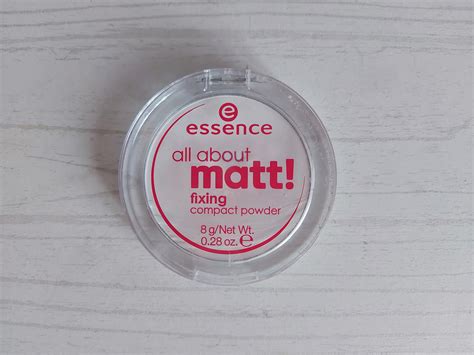 e
essence
all about
matt!
fixing
compact powder
8 g/Net Wt.
0.28 oz. ℮